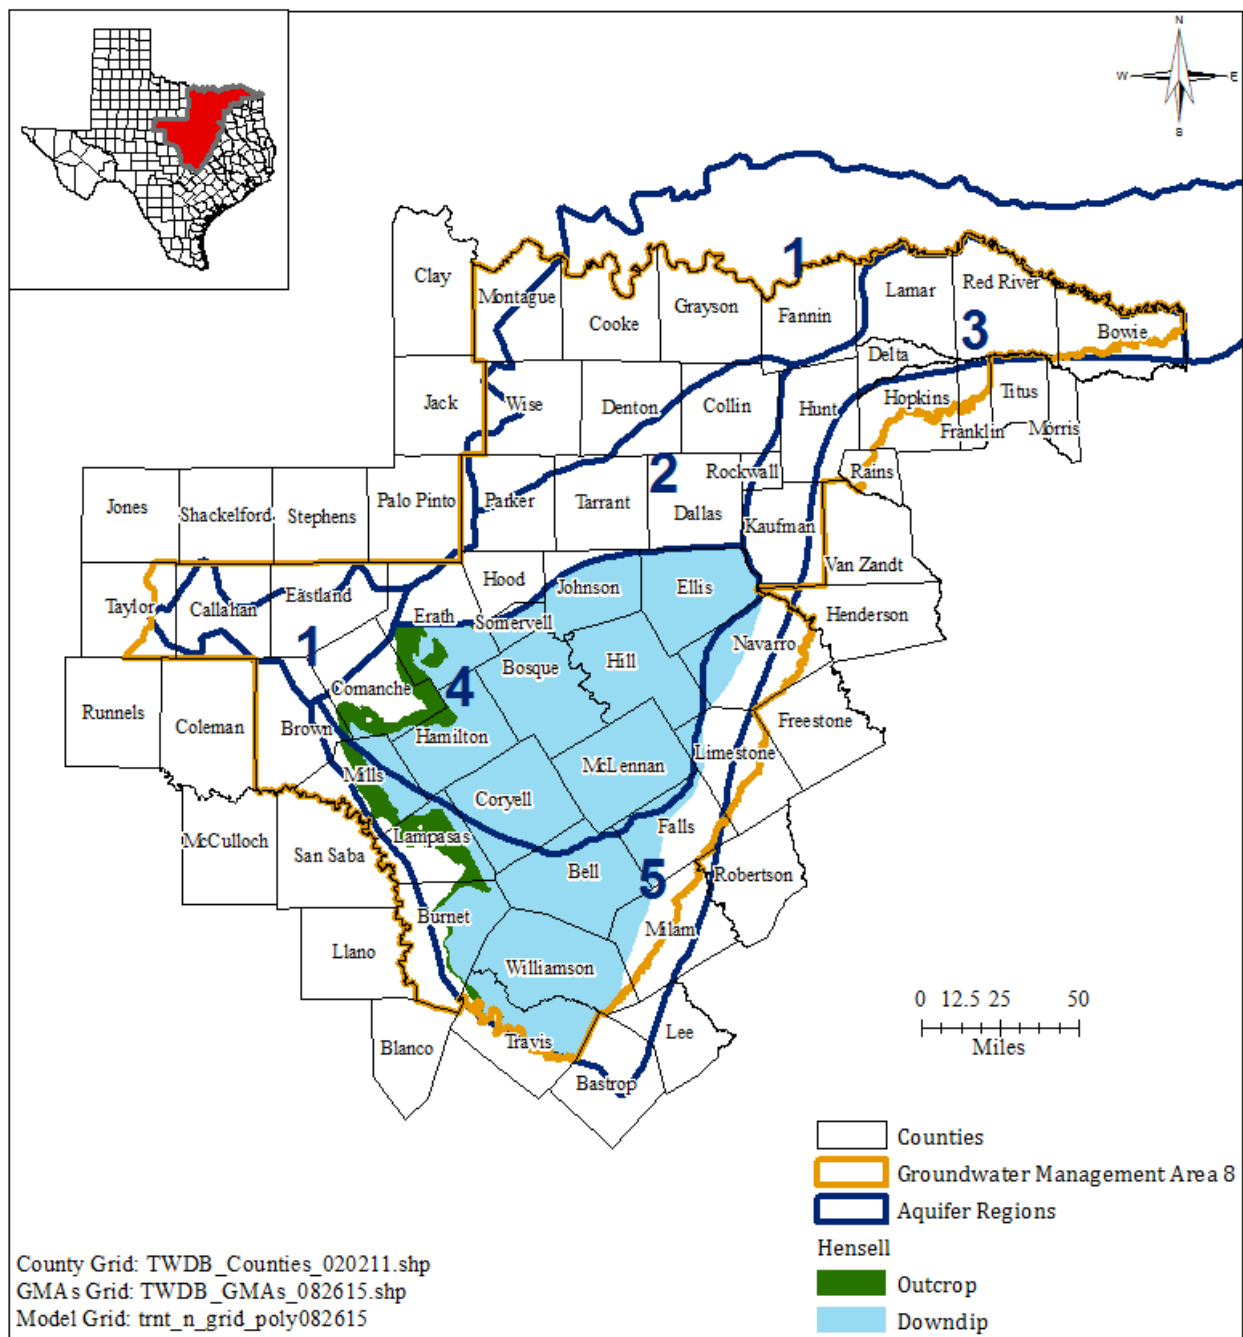 N
W E
S
1
Clay
Montague
Cooke
Grayson
Fannin
Lamar
Red River
Bowie
3
Delta
Jack
Wise
Denton
Collin
Hunt
Hopkins
Franklin
Titus
Morris
2
Rockwall
Rains
Jones
Shackelford
Stephens
Palo Pinto
Parker
Tarrant
Dallas
Kaufman
Van Zandt
Taylor
Callahan
Eastland
Erath
Hood
Somervell
Johnson
Ellis
Henderson
1
Comanche
4
Bosque
Hill
Navarro
Runnels
Coleman
Brown
Hamilton
McLennan
Limestone
Freestone
Mills
Coryell
McCulloch
San Saba
Lampasas
Falls
Bell
5
Robertson
Burnet
Milam
Llano
Williamson
Travis
Blanco
Bastrop
Lee
0 12.5 25 50
Miles
Counties
Groundwater Management Area 8
Aquifer Regions
Hensell
Outcrop
Downdip
County Grid: TWDB_Counties_020211.shp
GMAs Grid: TWDB_GMAs_082615.shp
Model Grid: trnt_n_grid_poly082615